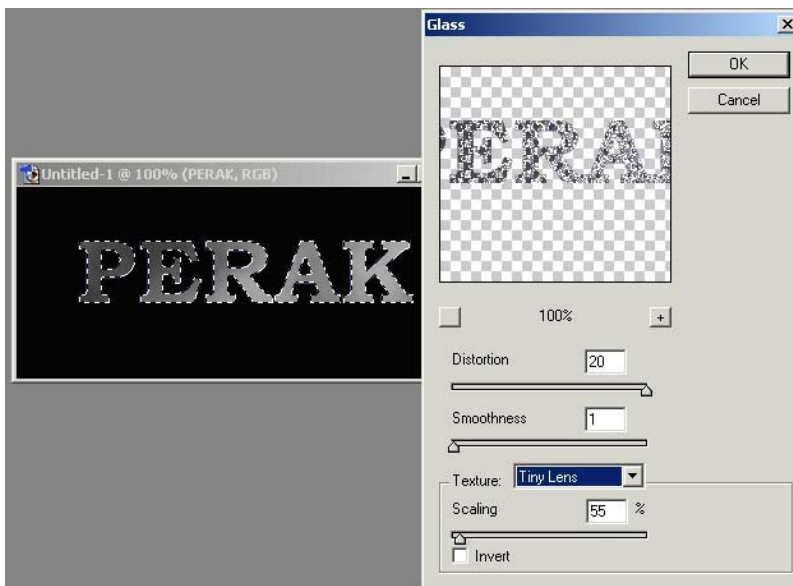 Glass
OK
Cancel
PERAK
Untitled-1 @ 100% (PERAK, RGB)
PERAK
100%
+
Distortion 20
Smoothness 1
Texture: Tiny Lens
Scaling 55 %
Invert